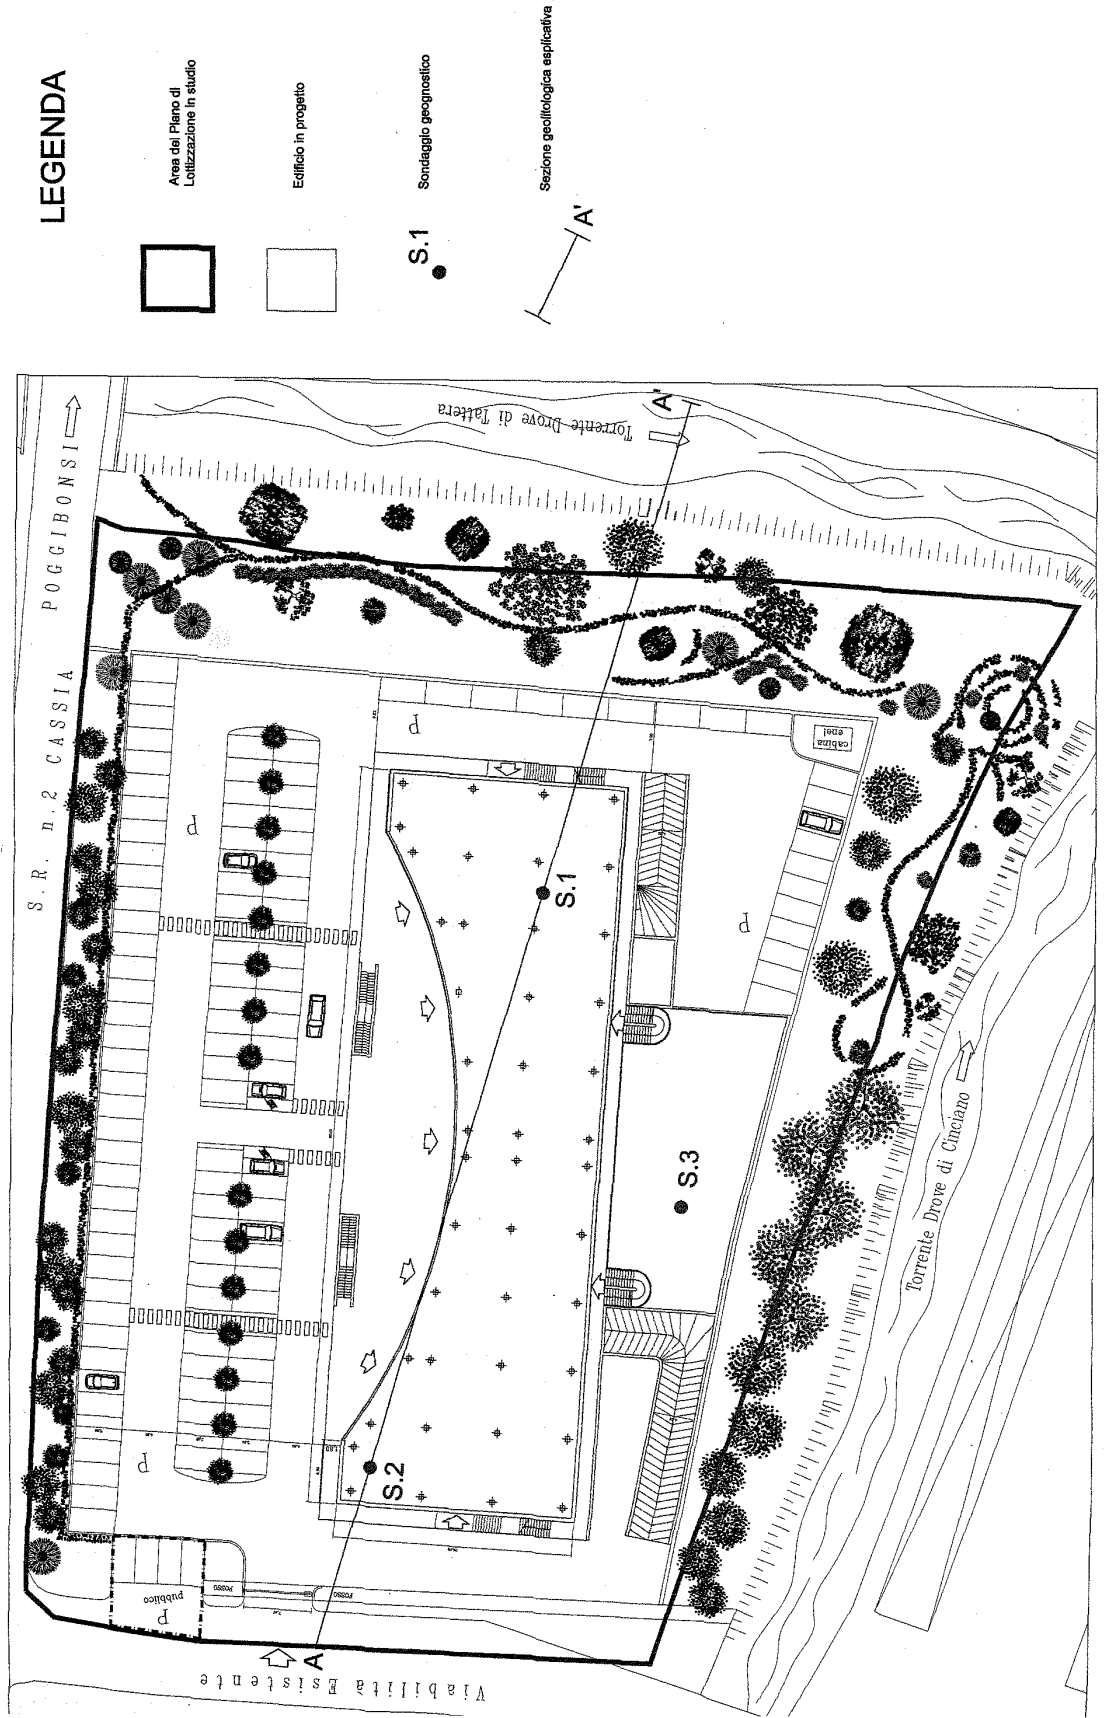 LEGENDA
Area del Piano di
Lottizzazione in studio
Edificio in progetto
S.1
Sondaggio geognostico
A'
Sezione geolitologica esplicativa
S.R. n.2 CASSIA POGGIBONSI
Torrente Drove di Tattera
A'
P
P
cabina
enel
S.1
P
S.3
Torrente Drove di Cinciano
P
S.2
P
pubblico
FOSSO
FOSSO
A
Viabilità Esistente